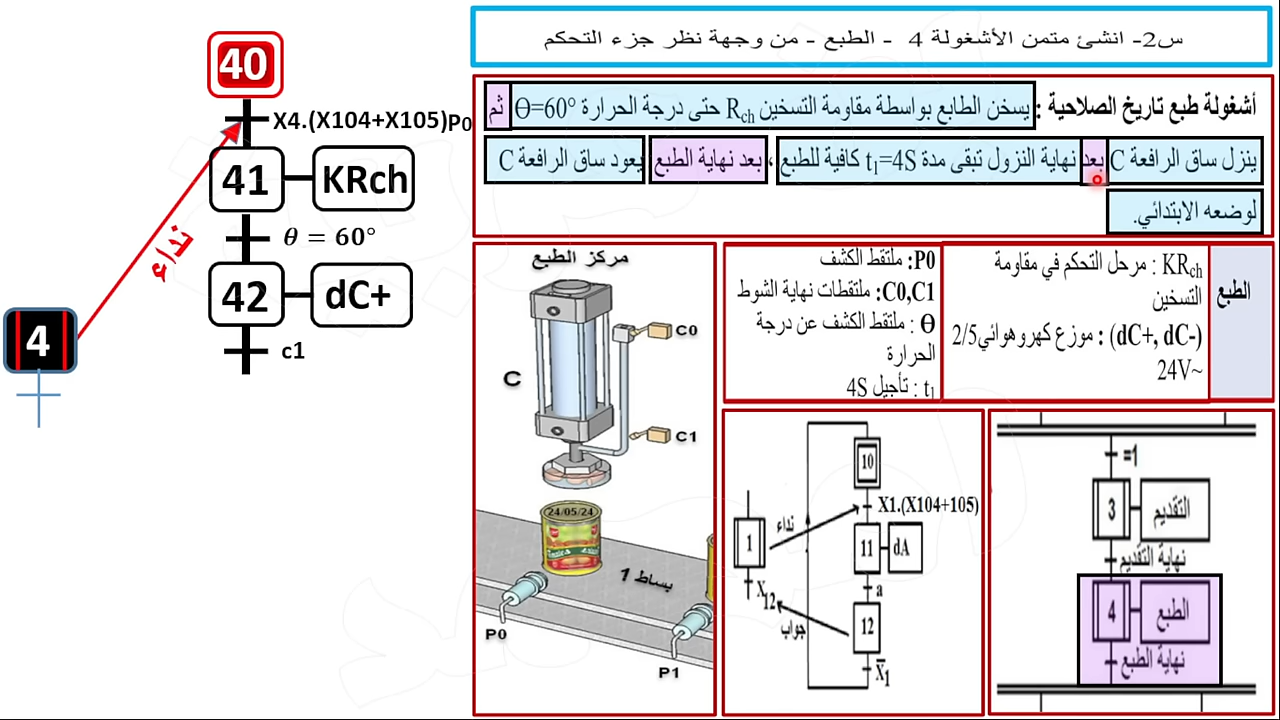 س2- انشئ متمن الأشغولة 4 - الطبع - من وجهة نظر جزء التحكم
أشغولة طبع تاريخ الصلاحية : يسخن الطابع بواسطة مقاومة التسخين Rch حتى درجة الحرارة Ө=60° ثم
ينزل ساق الرافعة C بعد نهاية النزول تبقى مدة t1=4S كافية للطبع ، بعد نهاية الطبع يعود ساق الرافعة C
لوضعه الابتدائي.
40
X4.(X104+X105)P0
41
KRch
θ = 60°
42
dC+
c1
نداء
4
مركز الطبع
C0
C
C1
24/05/24
بساط 1
P0
P1
P0: ملتقط الكشف
C0,C1: ملتقطات نهاية الشوط
Ө : ملتقط الكشف عن درجة
الحرارة
t1 : تأجيل 4S
KRch : مرحل التحكم في مقاومة
التسخين
(dC+, dC-) : موزع كهروهوائي 5/2
24V~
الطبع
10
X1.(X104+105)
نداء
1
11
dA
a
X12
جواب
12
X̅1
=1
3
التقديم
نهاية التقديم
4
الطبع
نهاية الطبع